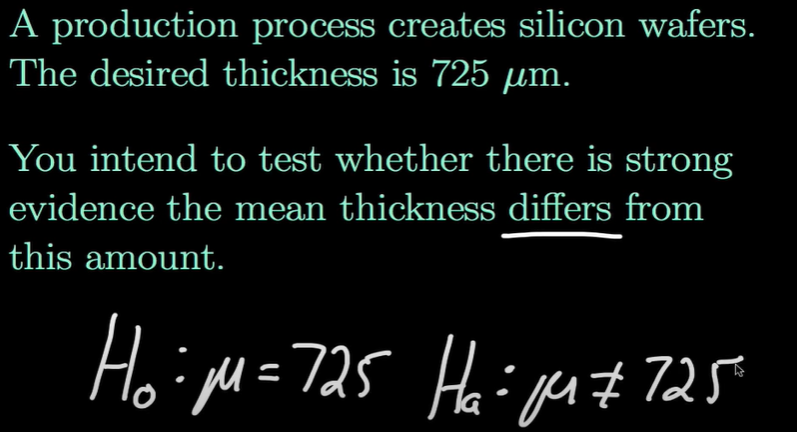 A production process creates silicon wafers.
The desired thickness is 725 μm.
You intend to test whether there is strong
evidence the mean thickness differs from
this amount.
H₀: μ = 725 Hₐ: μ ≠ 725